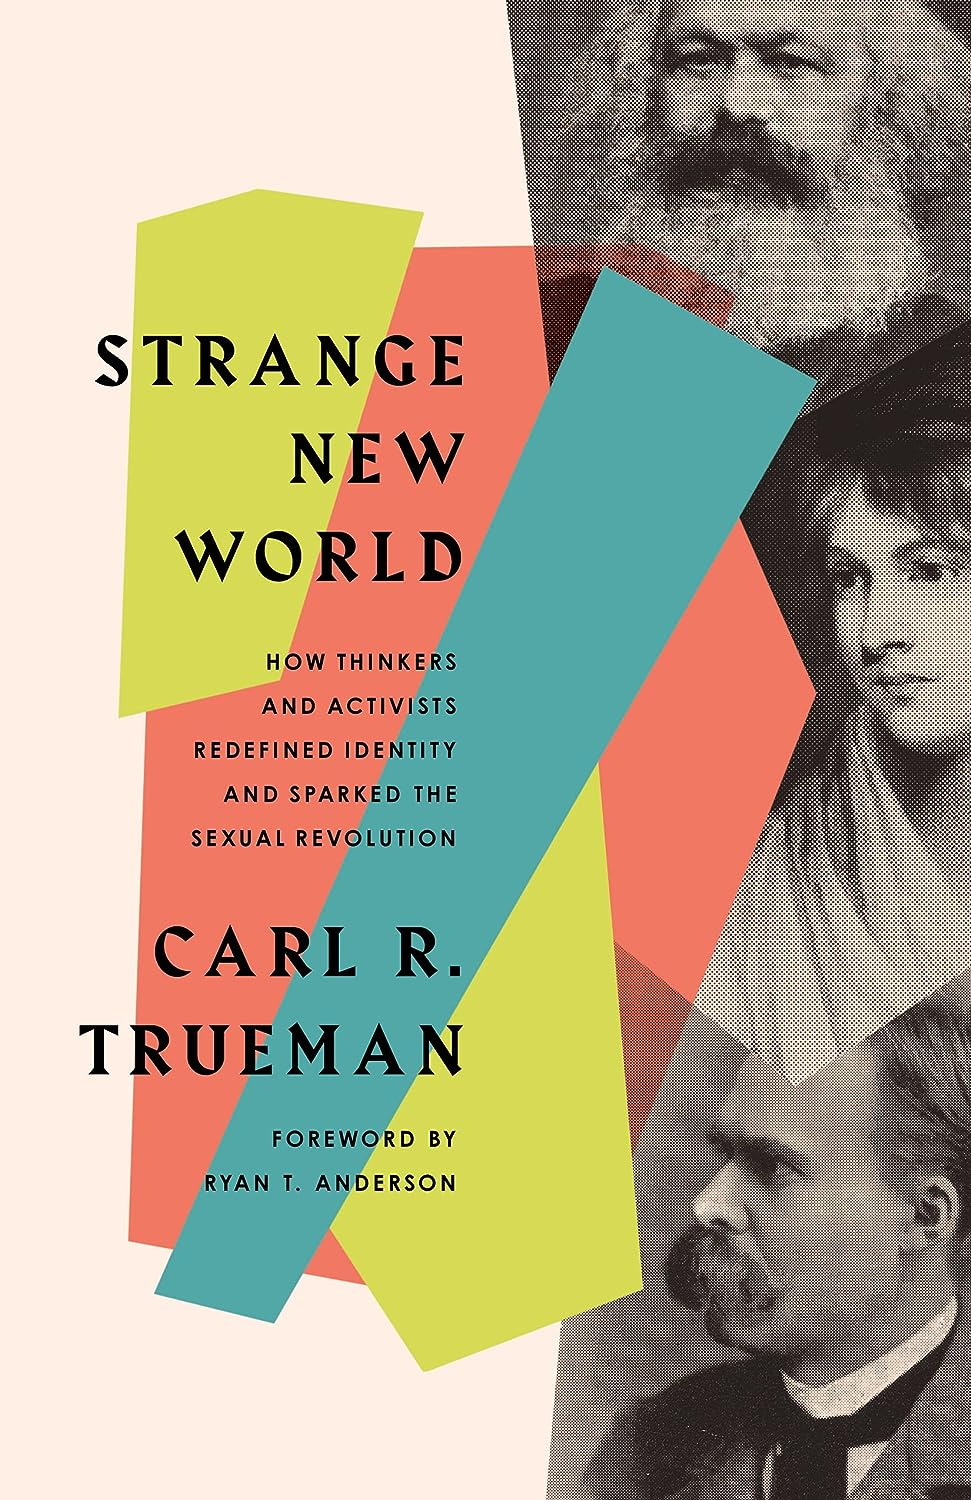 STRANGE
NEW
WORLD
HOW THINKERS
AND ACTIVISTS
REDEFINED IDENTITY
AND SPARKED THE
SEXUAL REVOLUTION
CARL R.
TRUEMAN
FOREWORD BY
RYAN T. ANDERSON